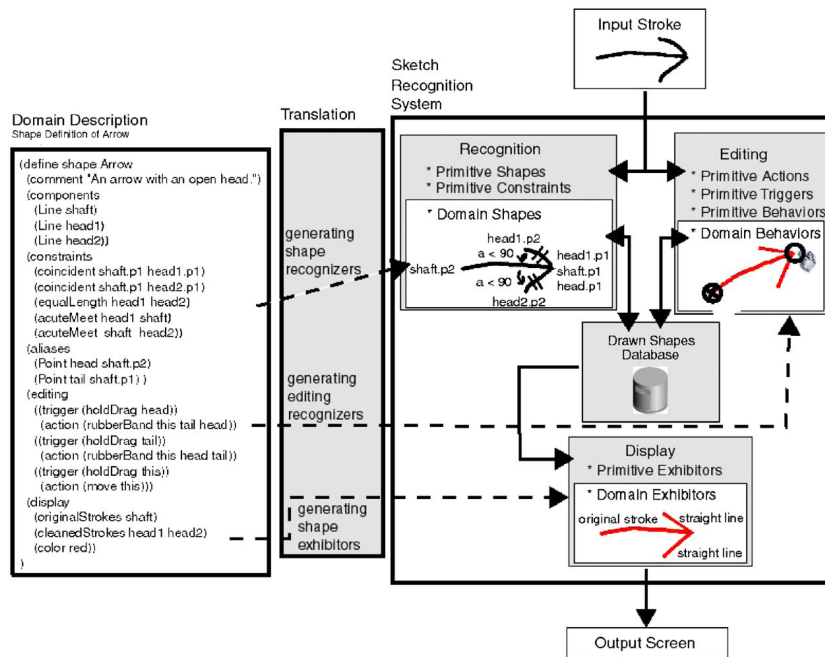 Input Stroke
Sketch
Recognition
System
Domain Description
Shape Definition of Arrow
Translation
(define shape Arrow
(comment "An arrow with an open head.")
(components
(Line shaft)
(Line head1)
(Line head2))
(constraints
(coincident shaft.p1 head1.p1)
(coincident shaft.p1 head2.p1)
(equalLength head1 head2)
(acuteMeet head1 shaft)
(acuteMeet shaft head2))
(aliases
(Point head shaft.p2)
(Point tail shaft.p1) )
(editing
((trigger (holdDrag head))
(action (rubberBand this tail head))
((trigger (holdDrag tail))
(action (rubberBand this head tail))
((trigger (holdDrag this))
(action (move this)))
(display
(originalStrokes shaft)
(cleanedStrokes head1 head2)
(color red))
)
generating
shape
recognizers
generating
editing
recognizers
generating
shape
exhibitors
Recognition
* Primitive Shapes
* Primitive Constraints
* Domain Shapes
head1.p2
a < 90
head1.p1
shaft.p2
shaft.p1
a < 90
head.p1
head2.p2
Editing
* Primitive Actions
* Primitive Triggers
* Primitive Behaviors
* Domain Behaviors
Drawn Shapes
Database
Display
* Primitive Exhibitors
* Domain Exhibitors
original stroke
straight line
straight line
Output Screen